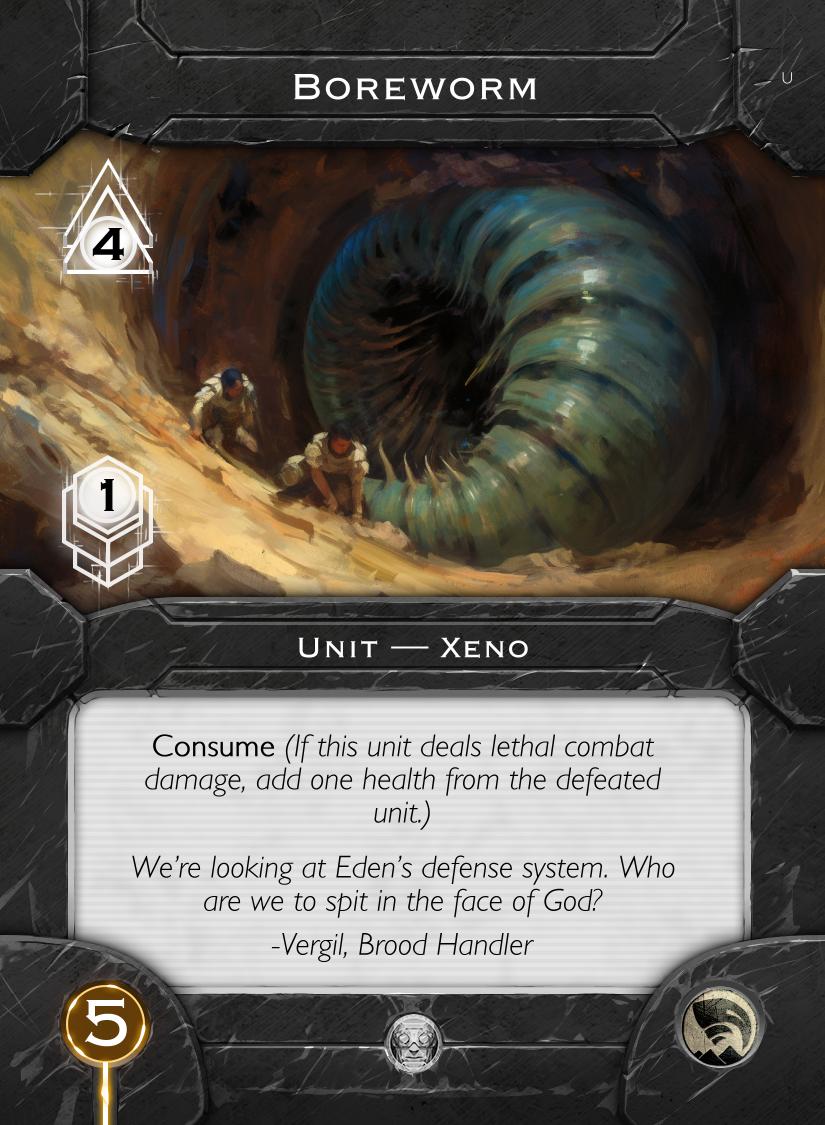 Boreworm
U
4
1
Unit — Xeno
Consume (If this unit deals lethal combat
damage, add one health from the defeated
unit.)
We're looking at Eden's defense system. Who
are we to spit in the face of God?
-Vergil, Brood Handler
5